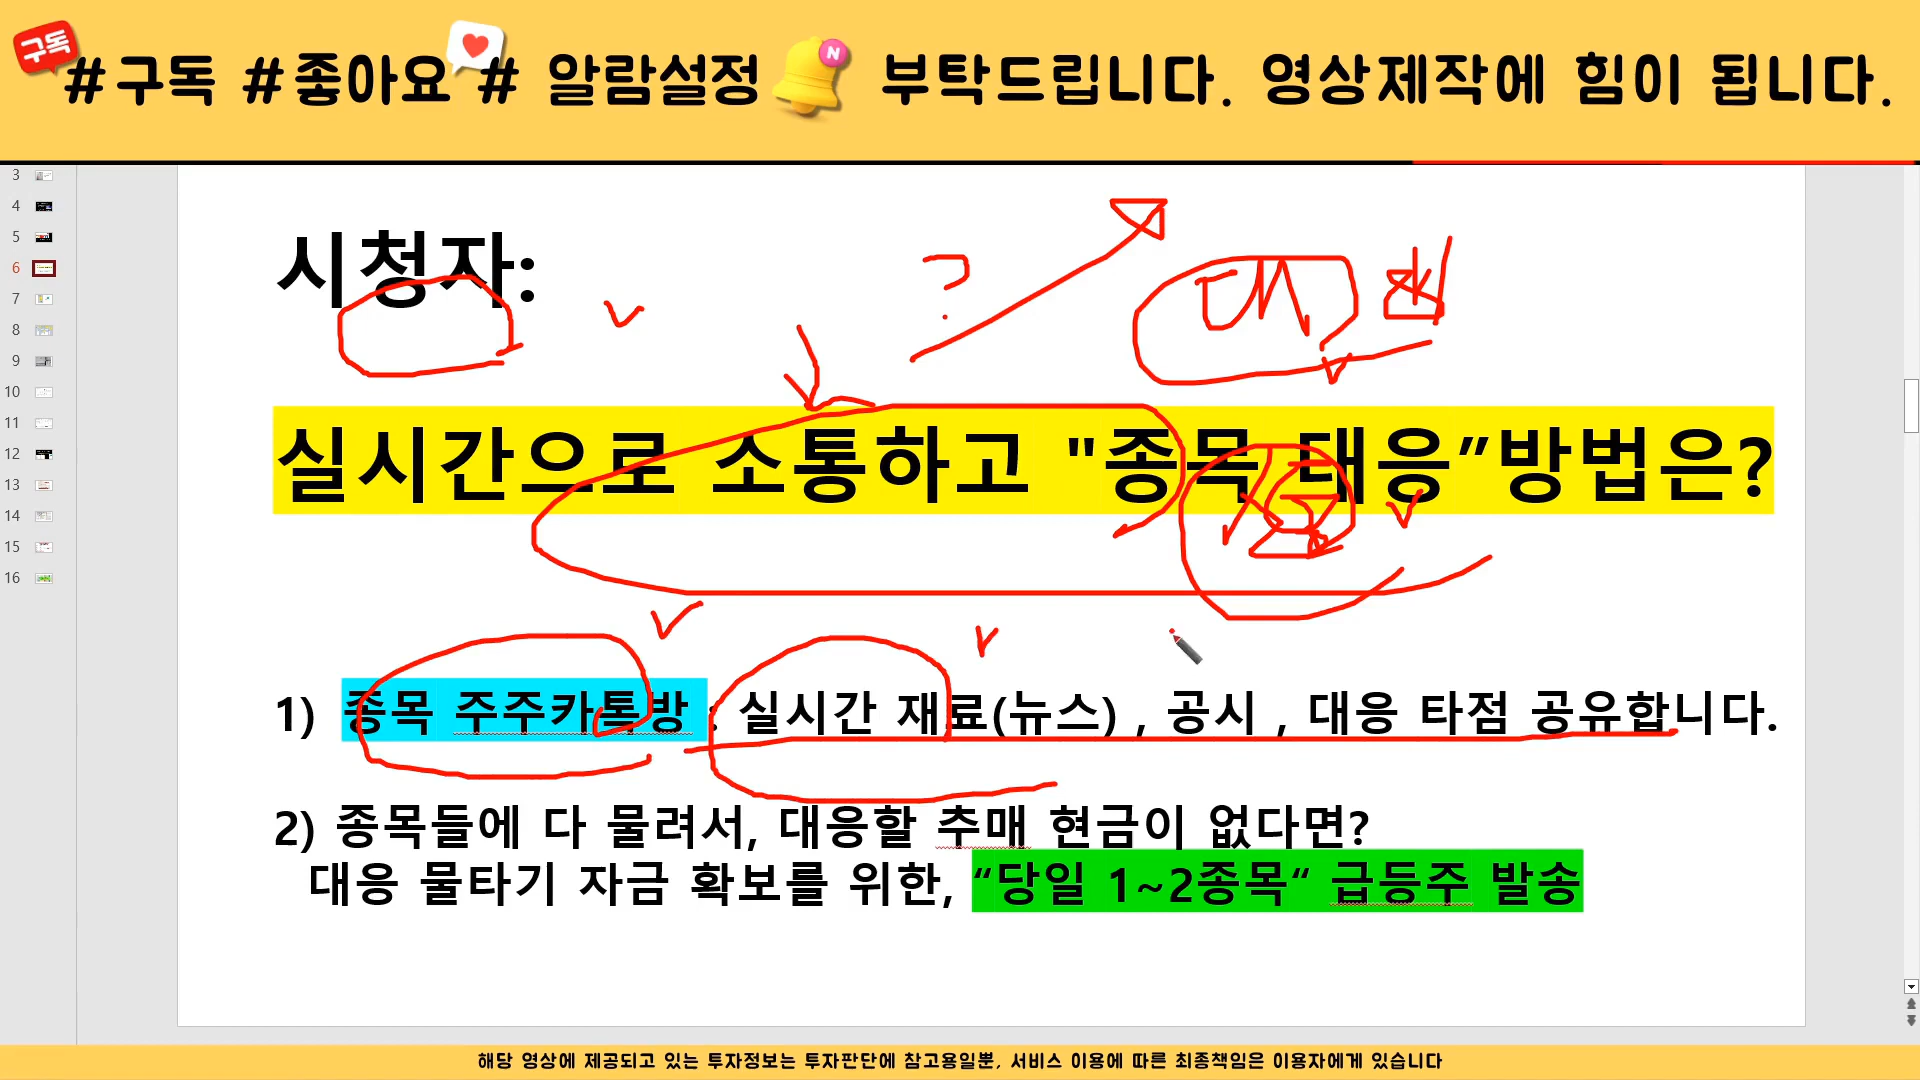 구독
#구독 #좋아요 # 알람설정 N 부탁드립니다. 영상제작에 힘이 됩니다.
3
4
5
6
7
8
9
10
11
12
13
14
15
16
시청자:
?
실시간으로 소통하고 "종목 대응”방법은?
1) 종목 주주카톡방 : 실시간 재료(뉴스) , 공시 , 대응 타점 공유합니다.
2) 종목들에 다 물려서, 대응할 추매 현금이 없다면?
대응 물타기 자금 확보를 위한, “당일 1~2종목“ 급등주 발송
해당 영상에 제공되고 있는 투자정보는 투자판단에 참고용일뿐, 서비스 이용에 따른 최종책임은 이용자에게 있습니다